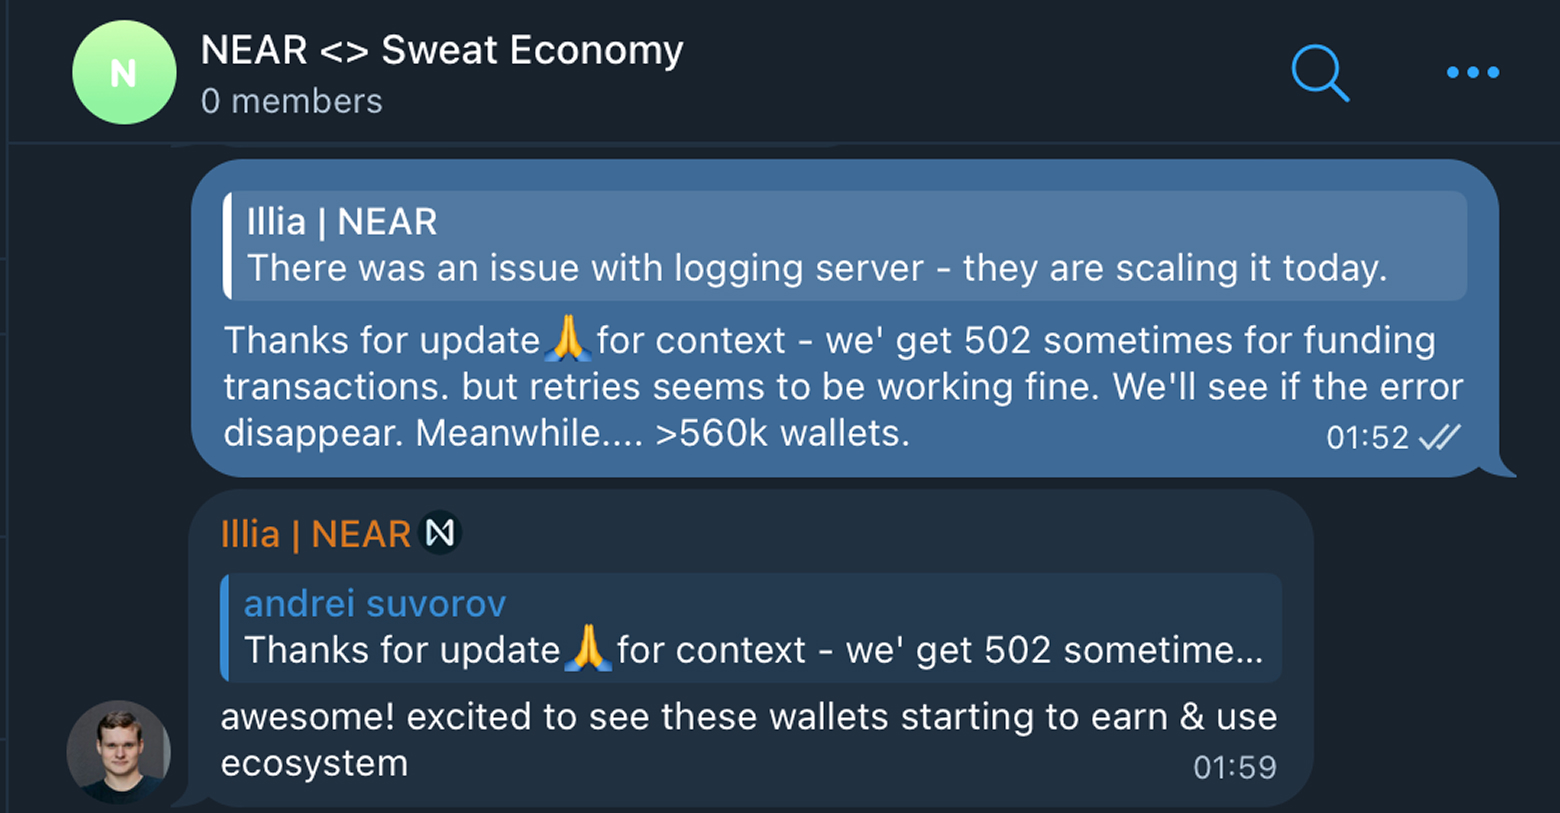 N
NEAR <> Sweat Economy
0 members
Illia | NEAR
There was an issue with logging server - they are scaling it today.
Thanks for update🙏for context - we' get 502 sometimes for funding
transactions. but retries seems to be working fine. We'll see if the error
disappear. Meanwhile.... >560k wallets.
01:52
Illia | NEAR
andrei suvorov
Thanks for update🙏for context - we' get 502 sometime...
awesome! excited to see these wallets starting to earn & use
ecosystem
01:59